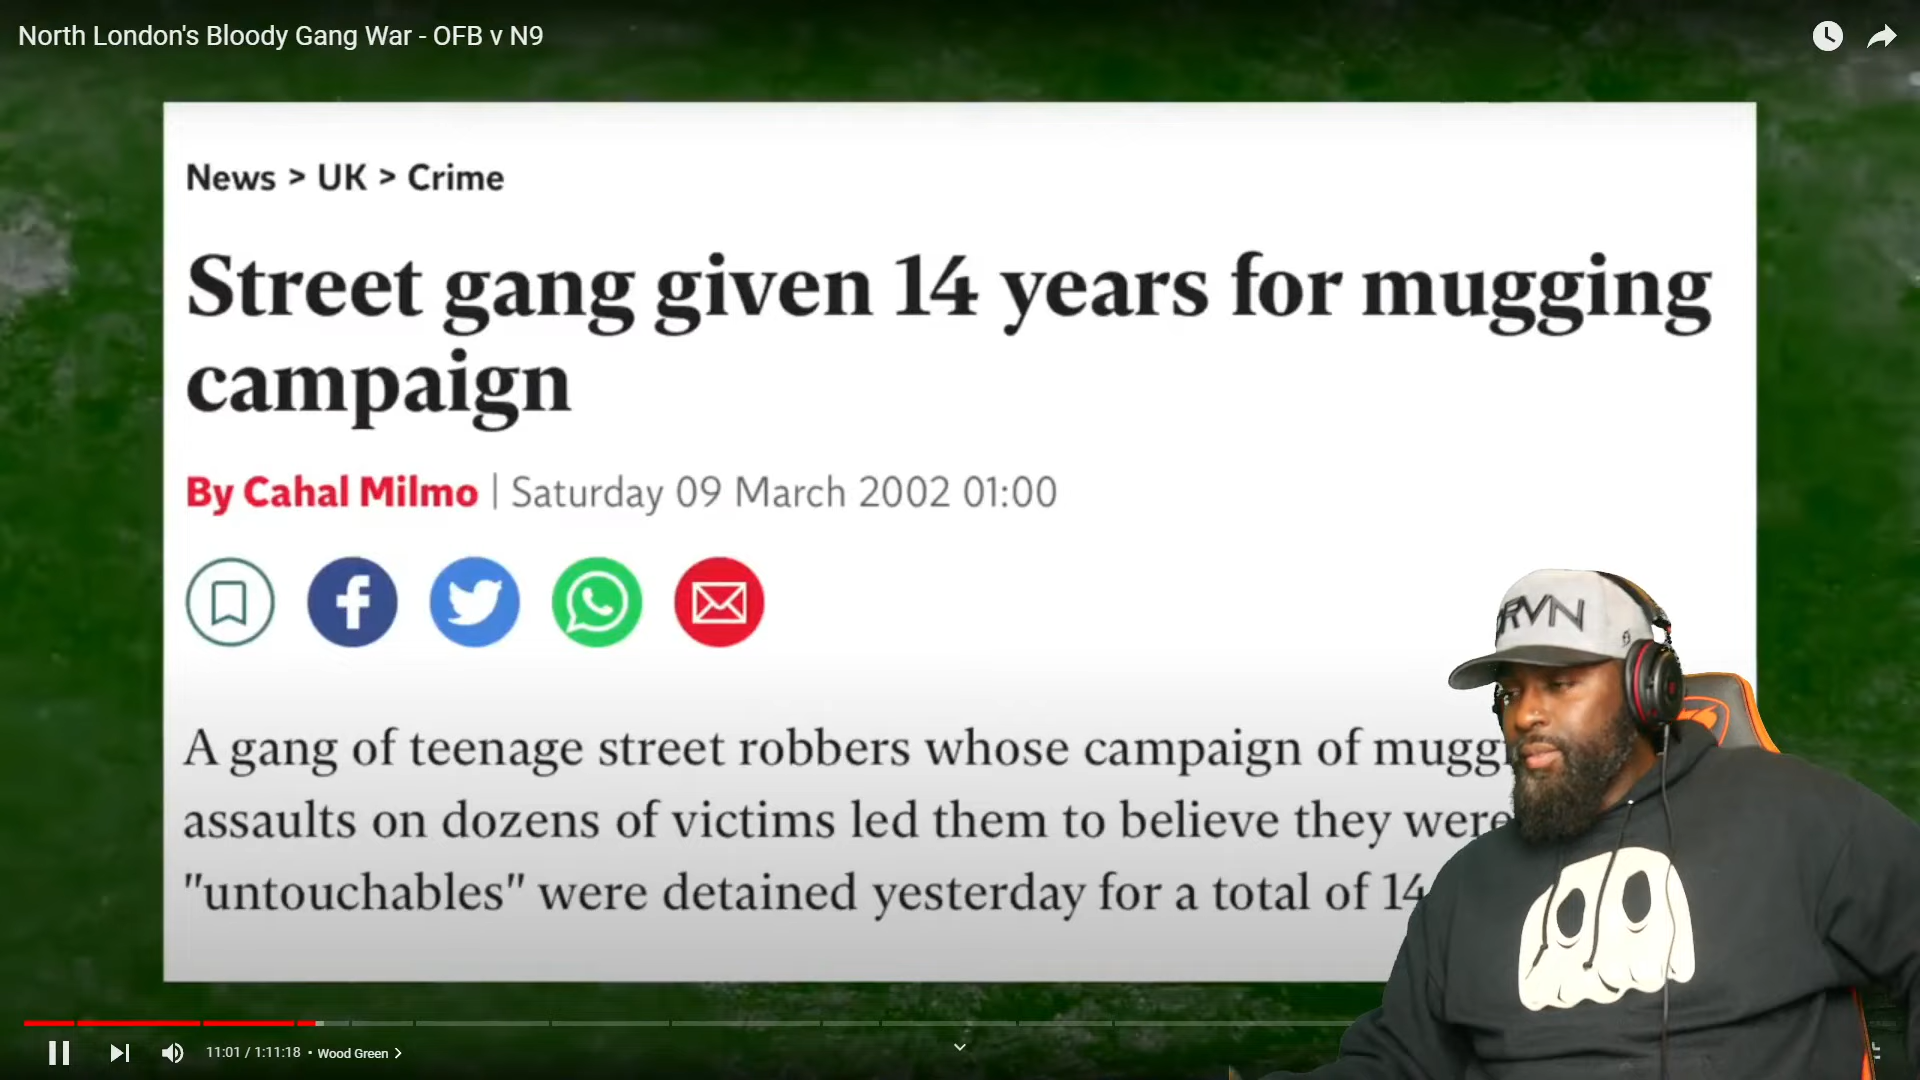 North London's Bloody Gang War - OFB v N9
News > UK > Crime
Street gang given 14 years for mugging
campaign
By Cahal Milmo | Saturday 09 March 2002 01:00
A gang of teenage street robbers whose campaign of
assaults on dozens of victims led them to believe they were
"untouchables" were detained yesterday for a total of 14
RVN
11:01 / 1:11:18 • Wood Green >